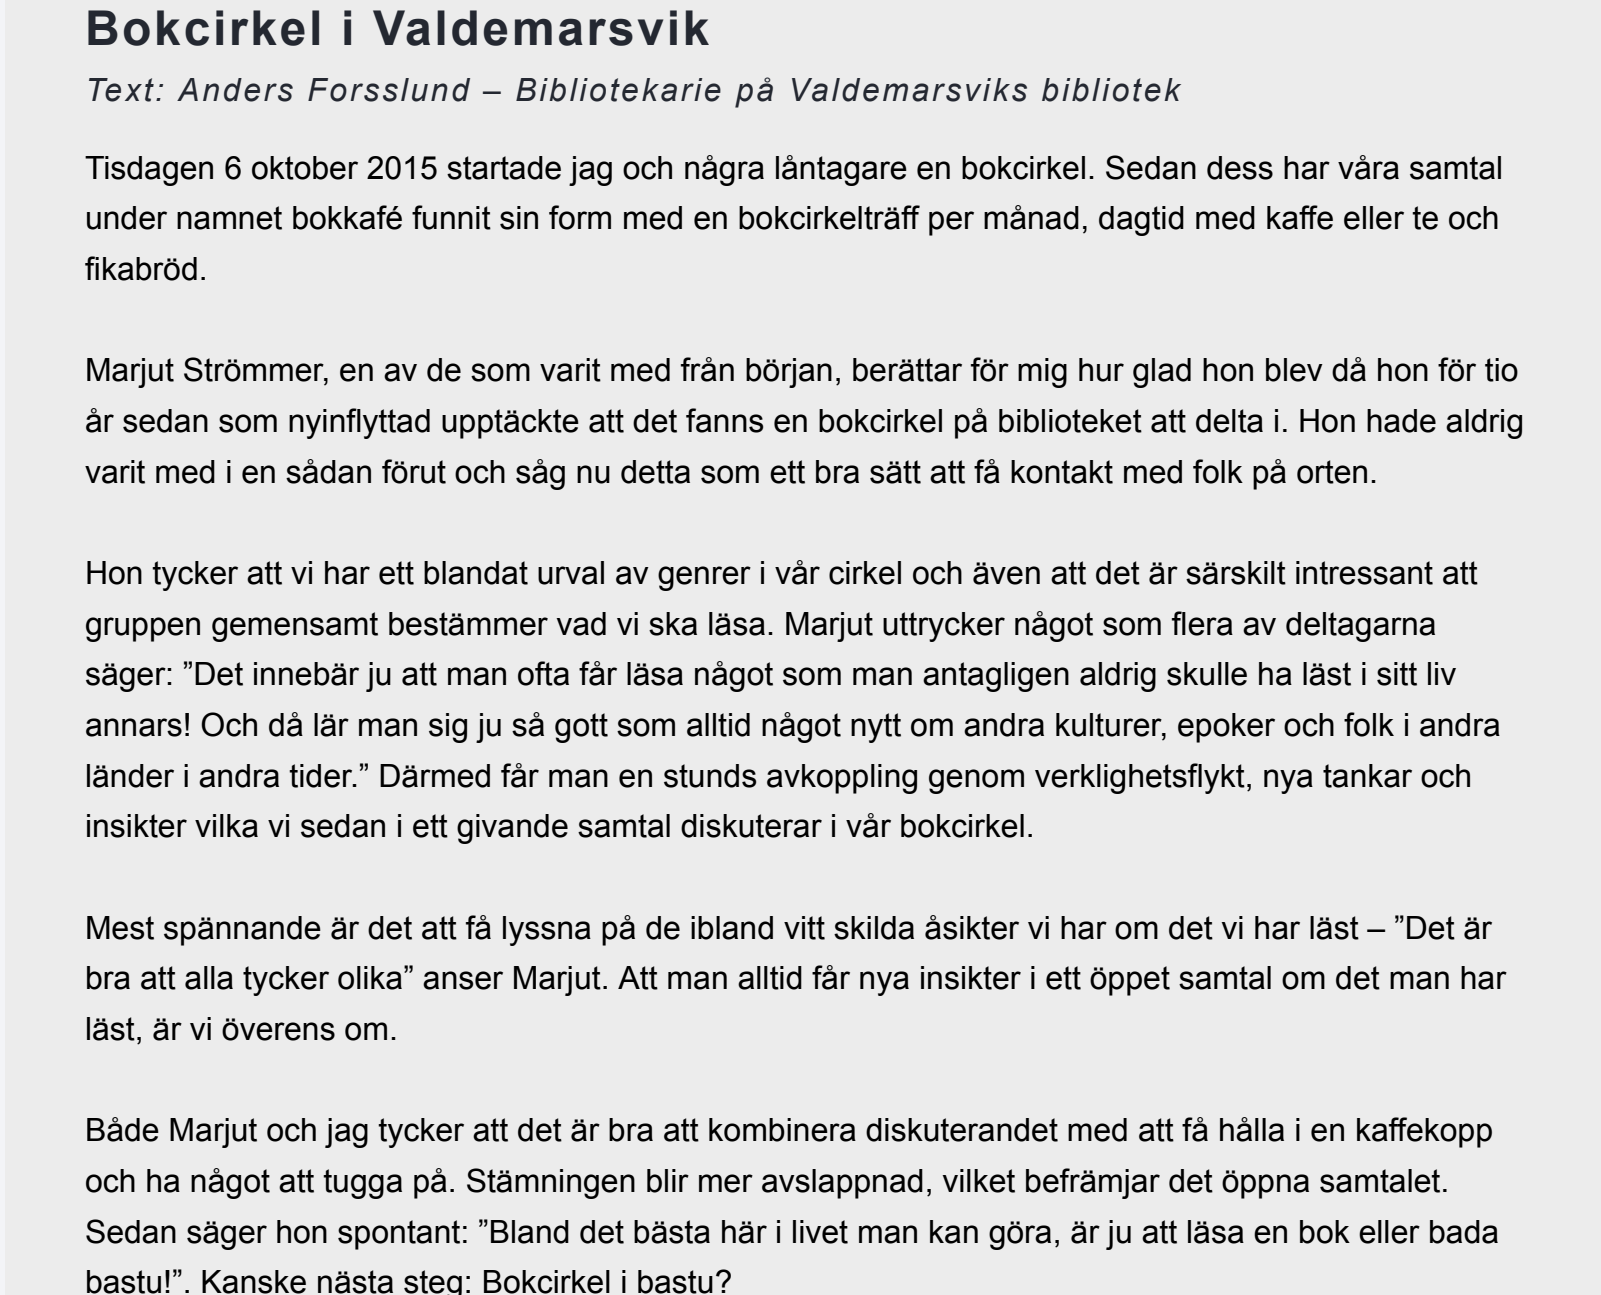 Bokcirkel i Valdemarsvik
Text: Anders Forsslund – Bibliotekarie på Valdemarsviks bibliotek
Tisdagen 6 oktober 2015 startade jag och några låntagare en bokcirkel. Sedan dess har våra samtal
under namnet bokkafé funnit sin form med en bokcirkelträff per månad, dagtid med kaffe eller te och
fikabröd.
Marjut Strömmer, en av de som varit med från början, berättar för mig hur glad hon blev då hon för tio
år sedan som nyinflyttad upptäckte att det fanns en bokcirkel på biblioteket att delta i. Hon hade aldrig
varit med i en sådan förut och såg nu detta som ett bra sätt att få kontakt med folk på orten.
Hon tycker att vi har ett blandat urval av genrer i vår cirkel och även att det är särskilt intressant att
gruppen gemensamt bestämmer vad vi ska läsa. Marjut uttrycker något som flera av deltagarna
säger: ”Det innebär ju att man ofta får läsa något som man antagligen aldrig skulle ha läst i sitt liv
annars! Och då lär man sig ju så gott som alltid något nytt om andra kulturer, epoker och folk i andra
länder i andra tider.” Därmed får man en stunds avkoppling genom verklighetsflykt, nya tankar och
insikter vilka vi sedan i ett givande samtal diskuterar i vår bokcirkel.
Mest spännande är det att få lyssna på de ibland vitt skilda åsikter vi har om det vi har läst – ”Det är
bra att alla tycker olika” anser Marjut. Att man alltid får nya insikter i ett öppet samtal om det man har
läst, är vi överens om.
Både Marjut och jag tycker att det är bra att kombinera diskuterandet med att få hålla i en kaffekopp
och ha något att tugga på. Stämningen blir mer avslappnad, vilket befrämjar det öppna samtalet.
Sedan säger hon spontant: ”Bland det bästa här i livet man kan göra, är ju att läsa en bok eller bada
bastu!”. Kanske nästa steg: Bokcirkel i bastu?